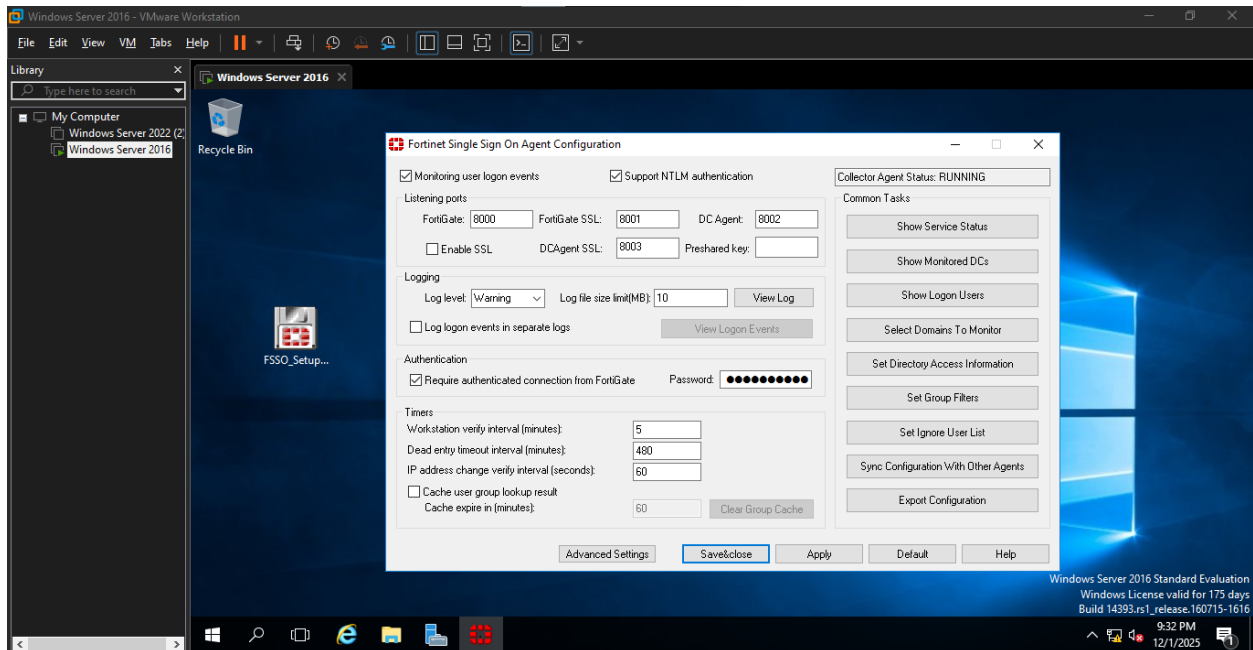 Windows Server 2016 - VMware Workstation
File Edit View VM Tabs Help
Library
Type here to search
My Computer
Windows Server 2022 (2)
Windows Server 2016
Windows Server 2016
Recycle Bin
FSSO_Setup...
Fortinet Single Sign On Agent Configuration
Monitoring user logon events
Support NTLM authentication
Listening ports
FortiGate: 8000 FortiGate SSL: 8001 DC Agent: 8002
Enable SSL DCAgent SSL: 8003 Preshared key:
Logging
Log level: Warning Log file size limit(MB): 10 View Log
Log logon events in separate logs View Logon Events
Authentication
Require authenticated connection from FortiGate Password: ●●●●●●●●●●
Timers
Workstation verify interval (minutes): 5
Dead entry timeout interval (minutes): 480
IP address change verify interval (seconds): 60
Cache user group lookup result
Cache expire in (minutes): 60 Clear Group Cache
Collector Agent Status: RUNNING
Common Tasks
Show Service Status
Show Monitored DCs
Show Logon Users
Select Domains To Monitor
Set Directory Access Information
Set Group Filters
Set Ignore User List
Sync Configuration With Other Agents
Export Configuration
Advanced Settings Save&close Apply Default Help
Windows Server 2016 Standard Evaluation
Windows License valid for 175 days
Build 14393.rs1_release.160715-1616
9:32 PM
12/1/2025
1